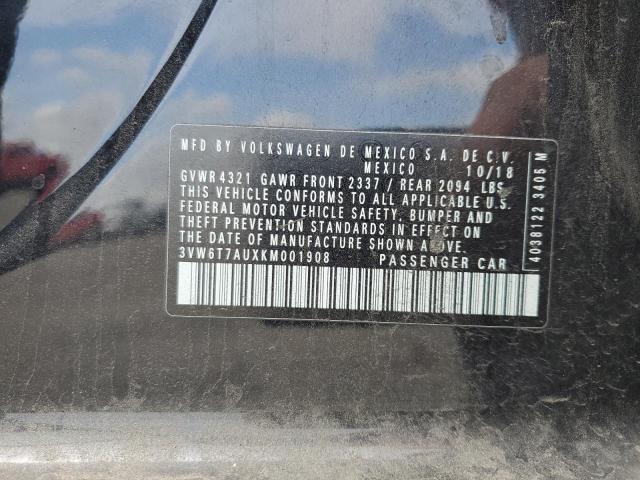 MFD BY VOLKSWAGEN DE MEXICO S.A. DE C.V.
MEXICO 10/18
GVWR 4321 GAWR FRONT 2337 / REAR 2094 LBS
THIS VEHICLE CONFORMS TO ALL APPLICABLE U.S.
FEDERAL MOTOR VEHICLE SAFETY, BUMPER AND
THEFT PREVENTION STANDARDS IN EFFECT ON
THE DATE OF MANUFACTURE SHOWN ABOVE.
3VW6T7AUXKM001908 PASSENGER CAR
4038122 3405 M